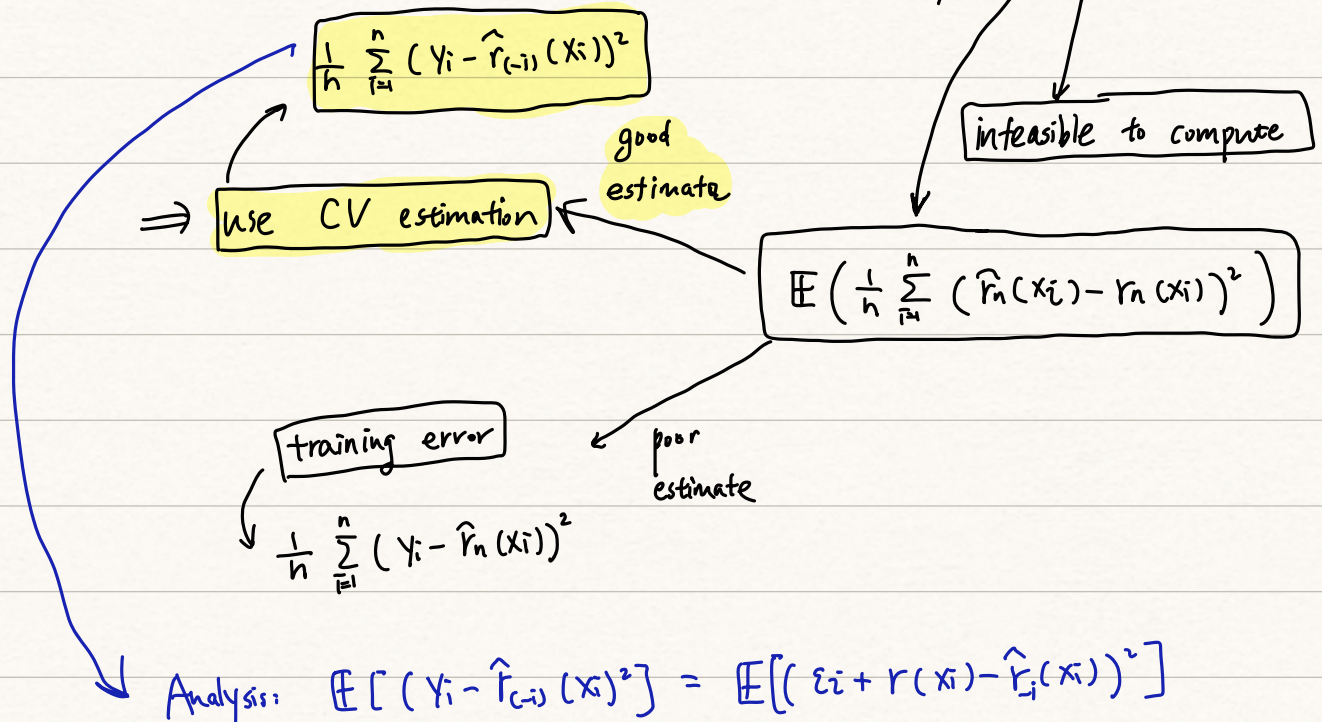 1/n Σ_{i=1}^{n} (Yi - r̂_(-i) (Xi))²
infeasible to compute
good
estimate
⇒ use CV estimation
𝔼 ( 1/n Σ_{i=1}^{n} (r̂n(Xi) - rn(Xi))² )
training error
poor
estimate
1/n Σ_{i=1}^{n} (Yi - r̂n(Xi))²
Analysis: 𝔼[ (Yi - r̂_(-i) (Xi)²] = 𝔼[( εi + r(Xi) - r̂_-i(Xi))²]